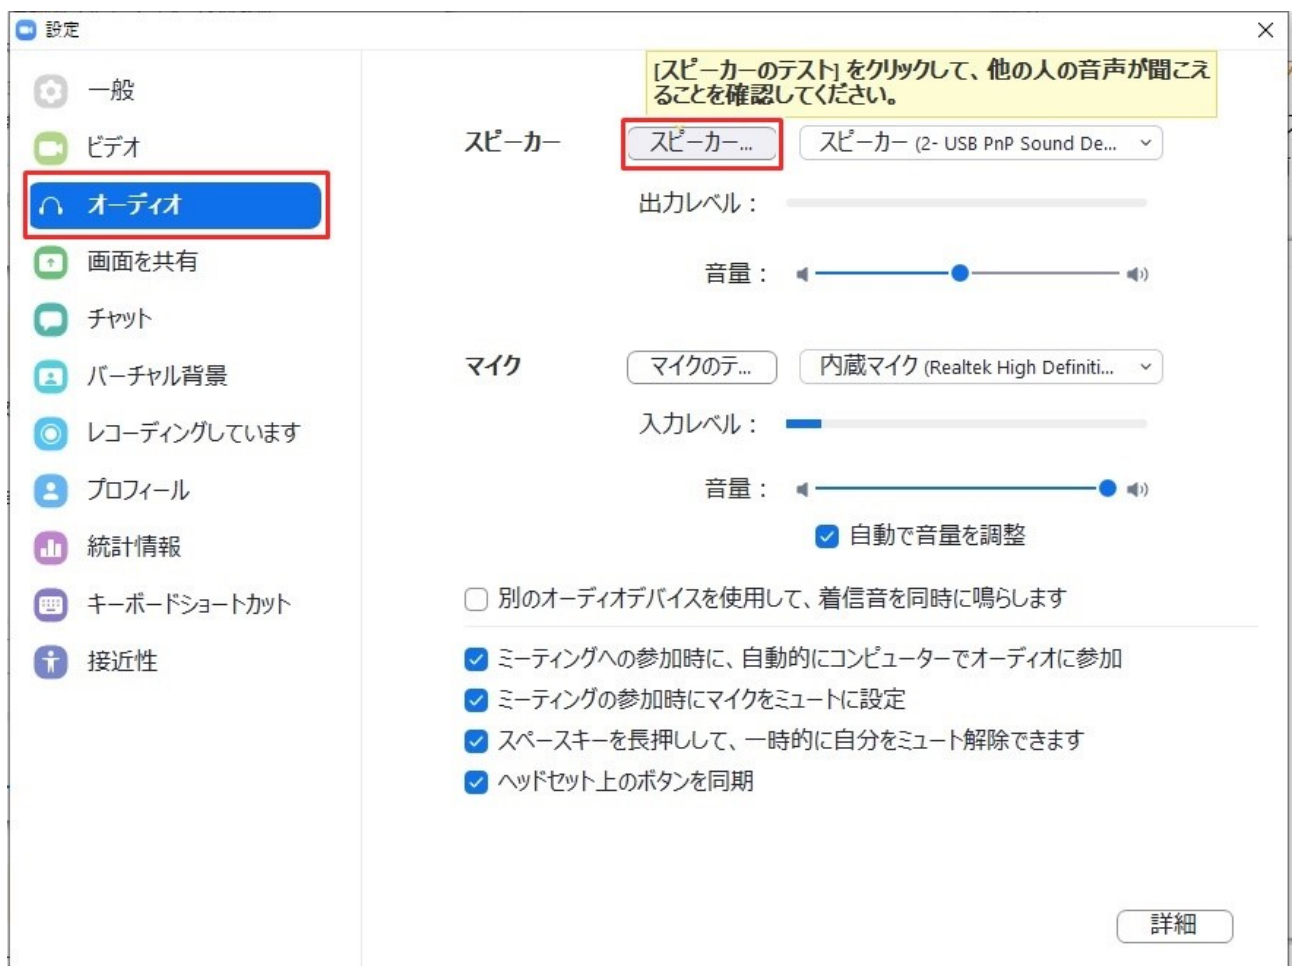 設定
一般
ビデオ
オーディオ
画面を共有
チャット
バーチャル背景
レコーディングしています
プロフィール
統計情報
キーボードショートカット
接近性
[スピーカーのテスト] をクリックして、他の人の音声が聞こえ
ることを確認してください。
スピーカー スピーカー... スピーカー (2- USB PnP Sound De...
出力レベル：
音量：
マイク マイクのテ... 内蔵マイク (Realtek High Definiti...
入力レベル：
音量：
自動で音量を調整
別のオーディオデバイスを使用して、着信音を同時に鳴らします
ミーティングへの参加時に、自動的にコンピューターでオーディオに参加
ミーティングの参加時にマイクをミュートに設定
スペースキーを長押しして、一時的に自分をミュート解除できます
ヘッドセット上のボタンを同期
詳細